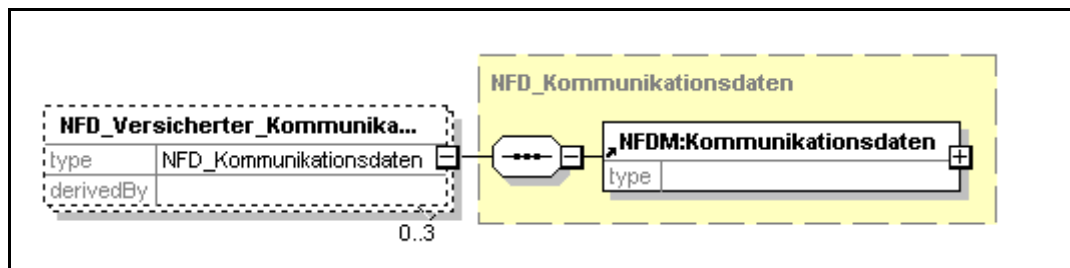 NFD_Kommunikationsdaten
NFD_Versicherter_Kommunika...
type NFD_Kommunikationsdaten
derivedBy
0..3
NFDM:Kommunikationsdaten
type